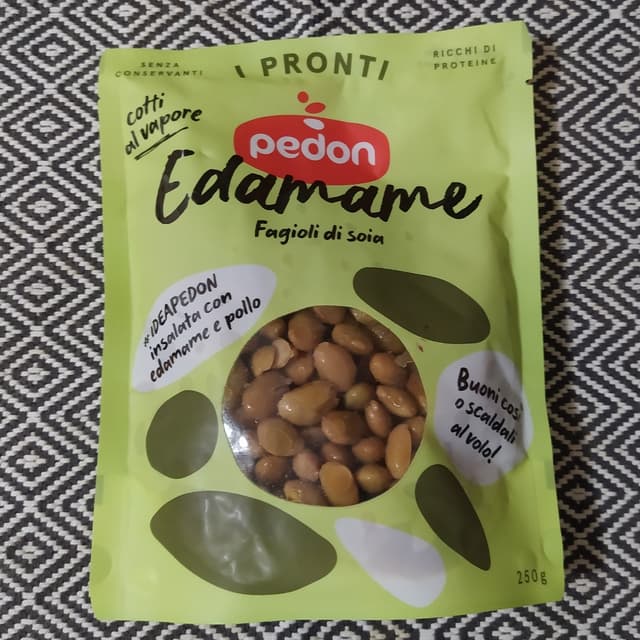 SENZA
CONSERVANTI
I PRONTI
RICCHI DI
PROTEINE
cotti
al vapore
pedon
Edamame
Fagioli di soia
#iDEAPEDON
insalata con
edamame e pollo
Buoni così
o scaldali
al volo!
250g